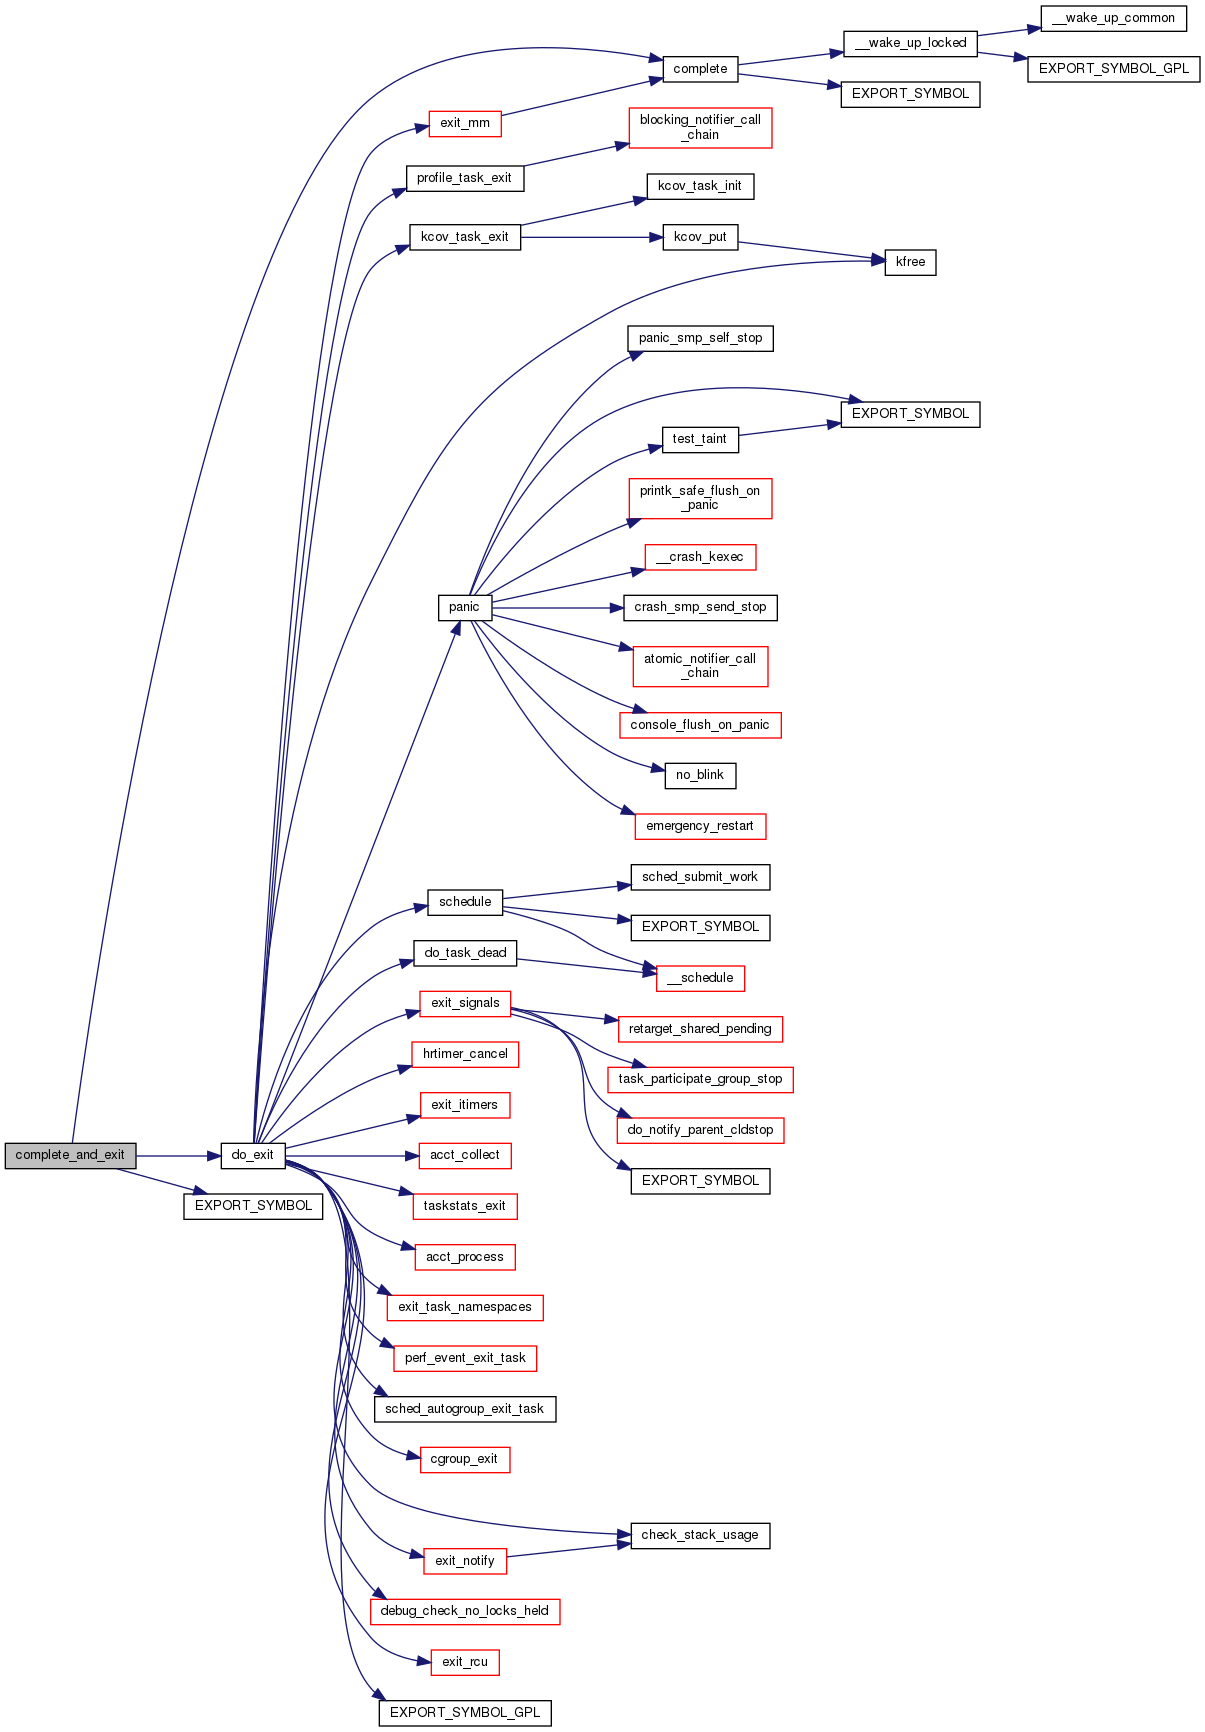 __wake_up_common
__wake_up_locked
complete
EXPORT_SYMBOL_GPL
EXPORT_SYMBOL
exit_mm
blocking_notifier_call
_chain
profile_task_exit
kcov_task_init
kcov_task_exit
kcov_put
kfree
panic_smp_self_stop
EXPORT_SYMBOL
test_taint
printk_safe_flush_on
_panic
__crash_kexec
panic
crash_smp_send_stop
atomic_notifier_call
_chain
console_flush_on_panic
no_blink
emergency_restart
sched_submit_work
schedule
EXPORT_SYMBOL
do_task_dead
__schedule
exit_signals
retarget_shared_pending
hrtimer_cancel
task_participate_group_stop
exit_itimers
do_notify_parent_cldstop
complete_and_exit
do_exit
acct_collect
EXPORT_SYMBOL
EXPORT_SYMBOL
taskstats_exit
acct_process
exit_task_namespaces
perf_event_exit_task
sched_autogroup_exit_task
cgroup_exit
check_stack_usage
exit_notify
debug_check_no_locks_held
exit_rcu
EXPORT_SYMBOL_GPL